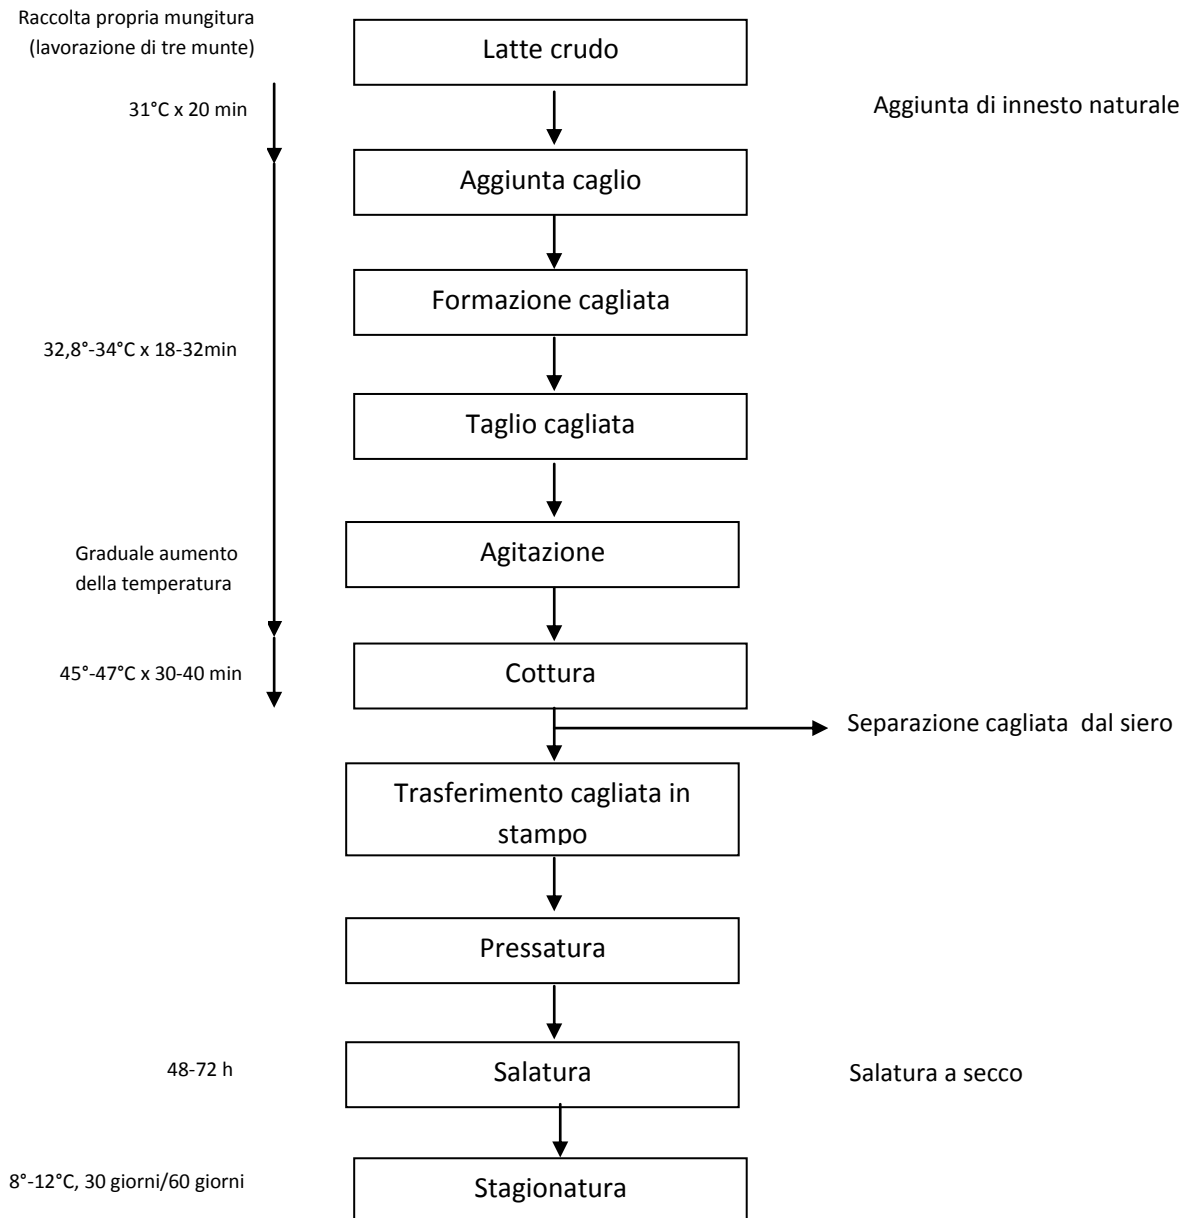 Raccolta propria mungitura
(lavorazione di tre munte)
Latte crudo
31°C x 20 min
Aggiunta di innesto naturale
Aggiunta caglio
Formazione cagliata
32,8°-34°C x 18-32min
Taglio cagliata
Graduale aumento
della temperatura
Agitazione
45°-47°C x 30-40 min
Cottura
Separazione cagliata dal siero
Trasferimento cagliata in
stampo
Pressatura
48-72 h
Salatura
Salatura a secco
8°-12°C, 30 giorni/60 giorni
Stagionatura